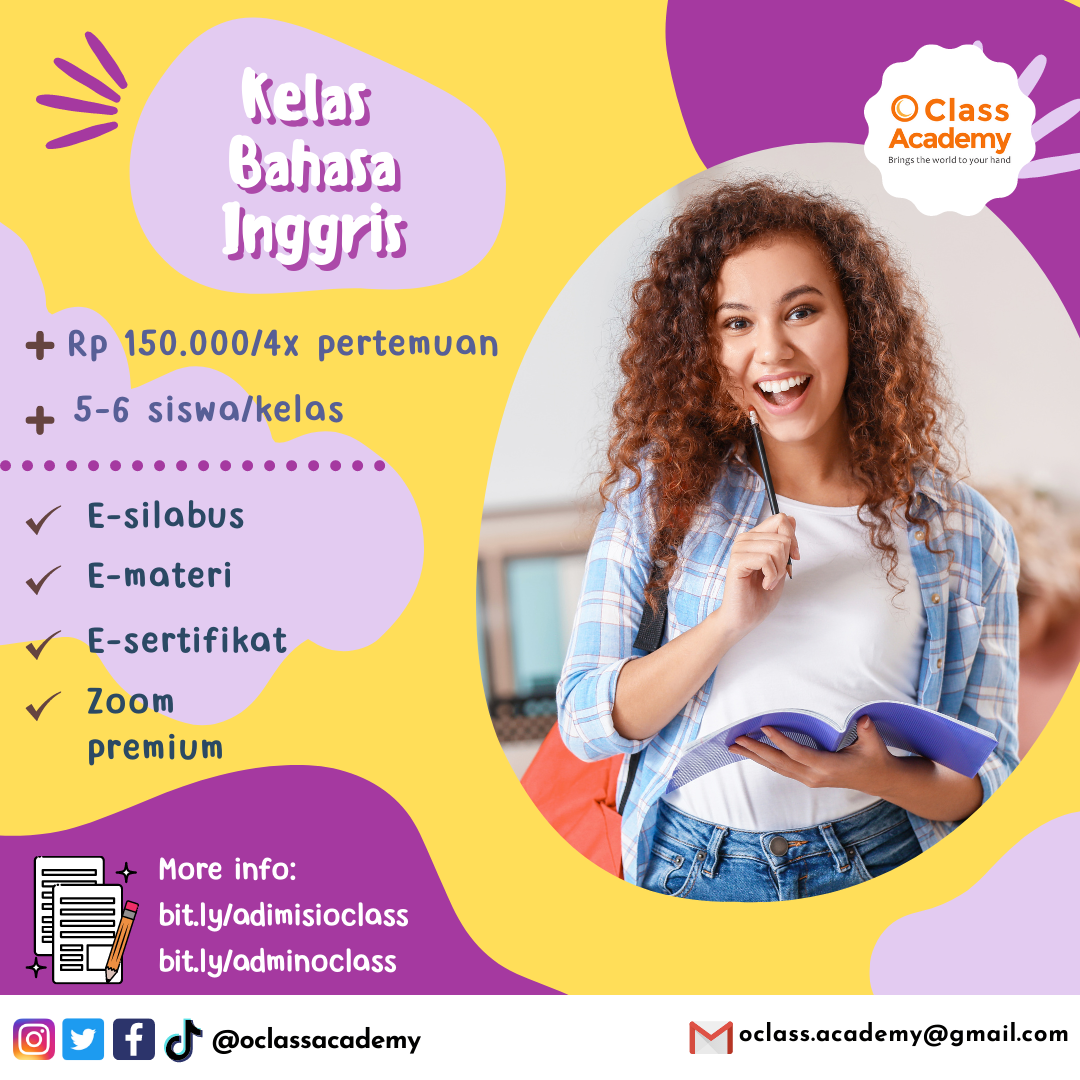 Kelas
Bahasa
Inggris
O Class
Academy
Brings the world to your hand
Rp 150.000/4x pertemuan
5-6 siswa/kelas
E-silabus
E-materi
E-sertifikat
Zoom
premium
More info:
bit.ly/adimisioclass
bit.ly/adminoclass
@oclassacademy
oclass.academy@gmail.com